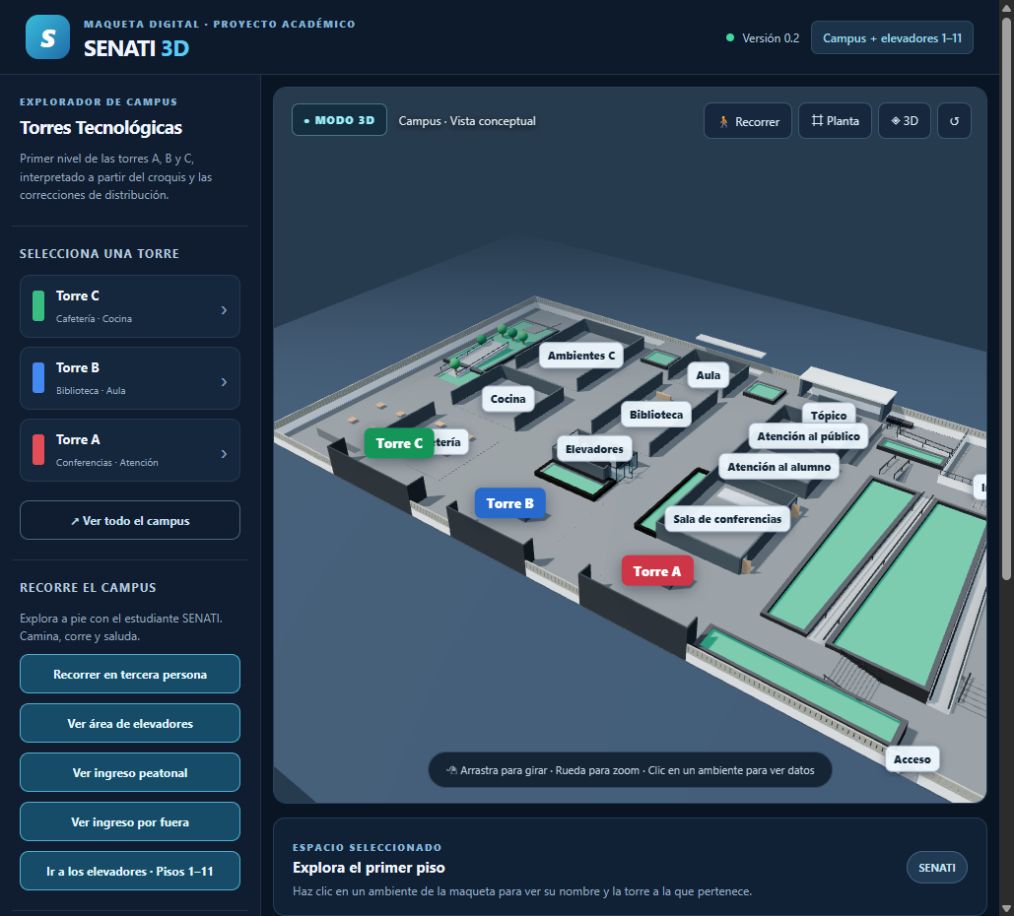 S
MAQUETA DIGITAL · PROYECTO ACADÉMICO
SENATI 3D
Versión 0.2
Campus + elevadores 1–11
EXPLORADOR DE CAMPUS
Torres Tecnológicas
Primer nivel de las torres A, B y C,
interpretado a partir del croquis y las
correcciones de distribución.
SELECCIONA UNA TORRE
Torre C
Cafetería · Cocina
Torre B
Biblioteca · Aula
Torre A
Conferencias · Atención
↗ Ver todo el campus
RECORRE EL CAMPUS
Explora a pie con el estudiante SENATI.
Camina, corre y saluda.
Recorrer en tercera persona
Ver área de elevadores
Ver ingreso peatonal
Ver ingreso por fuera
Ir a los elevadores · Pisos 1–11
MODO 3D
Campus · Vista conceptual
Recorrer
Planta
3D
Ambientes C
Aula
Cocina
Biblioteca
Tópico
Torre C
tería
Elevadores
Atención al público
Atención al alumno
Torre B
Sala de conferencias
Torre A
Acceso
Arrastra para girar · Rueda para zoom · Clic en un ambiente para ver datos
ESPACIO SELECCIONADO
Explora el primer piso
Haz clic en un ambiente de la maqueta para ver su nombre y la torre a la que pertenece.
SENATI